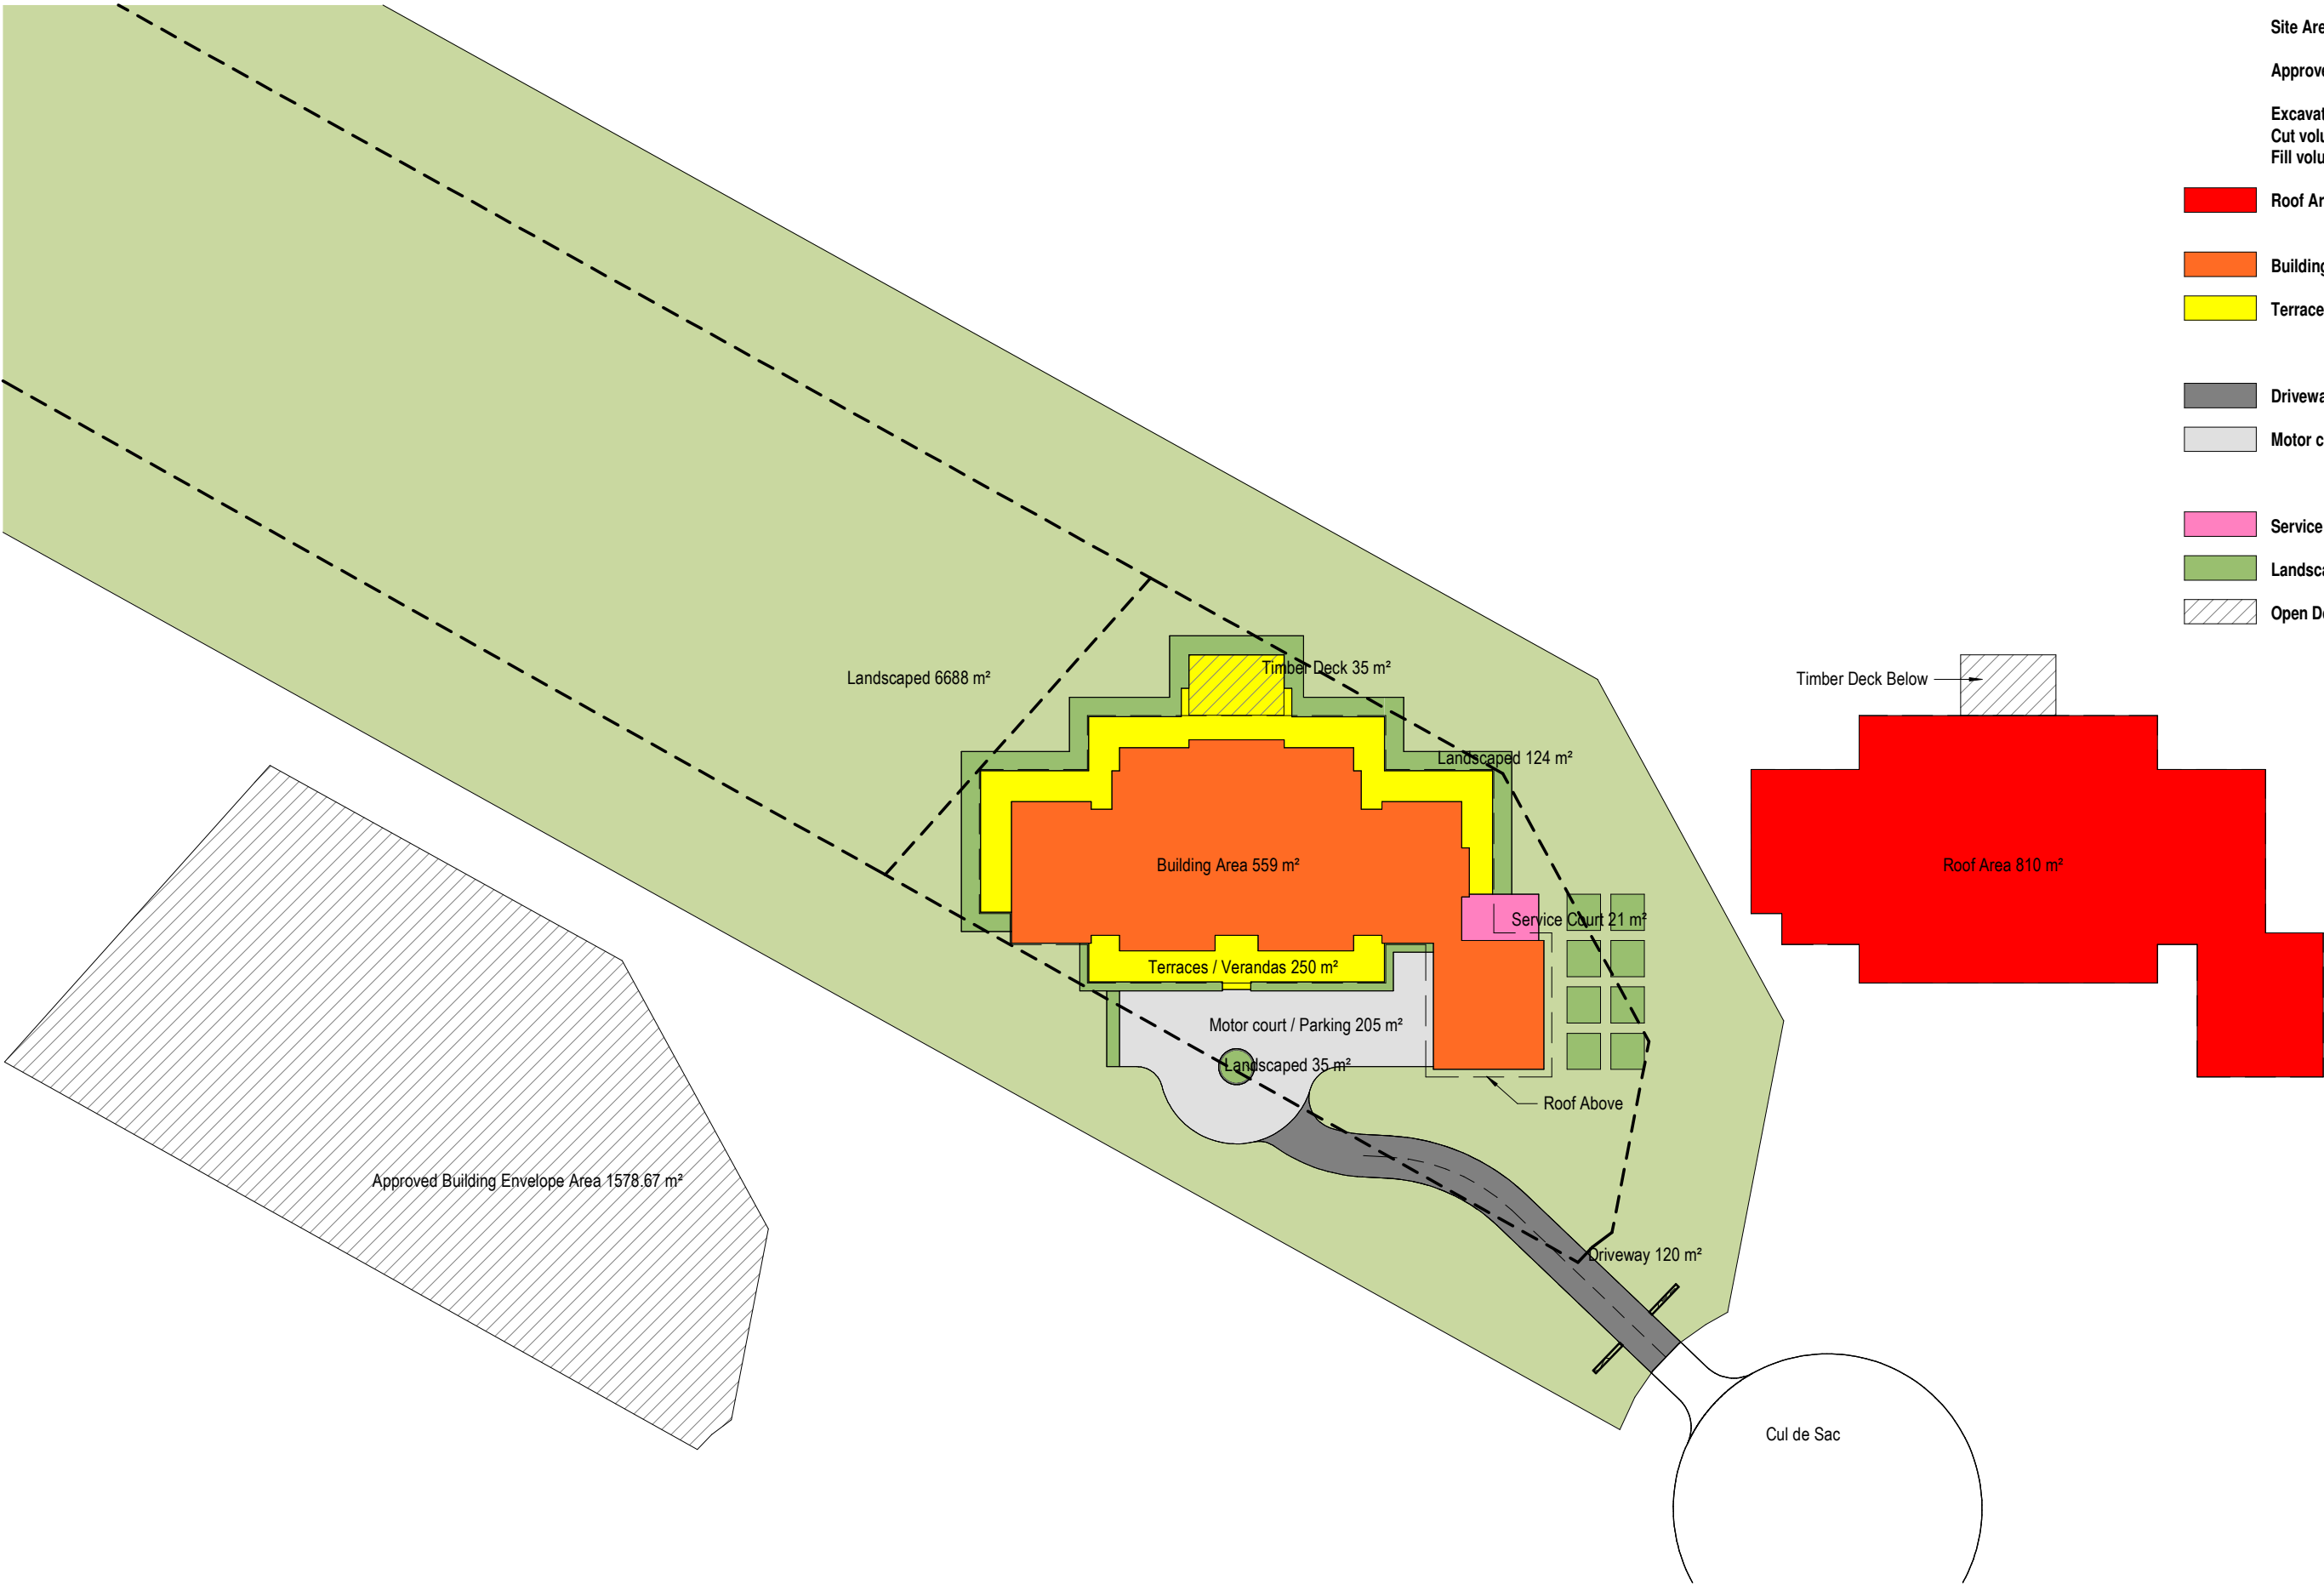 Site Are
Approve
Excavat
Cut volu
Fill volu
Roof Ar
Building
Terrace
Driveway
Motor c
Service
Landsca
Open De
Landscaped 6688 m²
Timber Deck 35 m²
Timber Deck Below
Landscaped 124 m²
Building Area 559 m²
Roof Area 810 m²
Service Court 21 m²
Terraces / Verandas 250 m²
Motor court / Parking 205 m²
Landscaped 35 m²
Roof Above
Approved Building Envelope Area 1578.67 m²
Driveway 120 m²
Cul de Sac